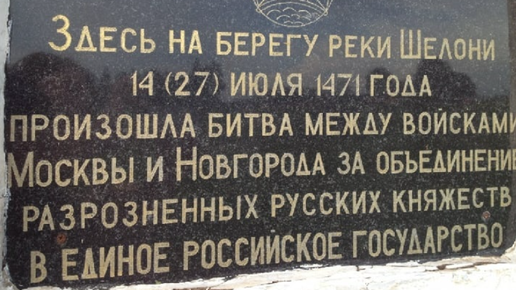 Здесь на берегу реки Шелони
14 (27) июля 1471 года
произошла битва между войсками
Москвы и Новгорода за объединение
разрозненных русских княжеств
в единое Российское государство